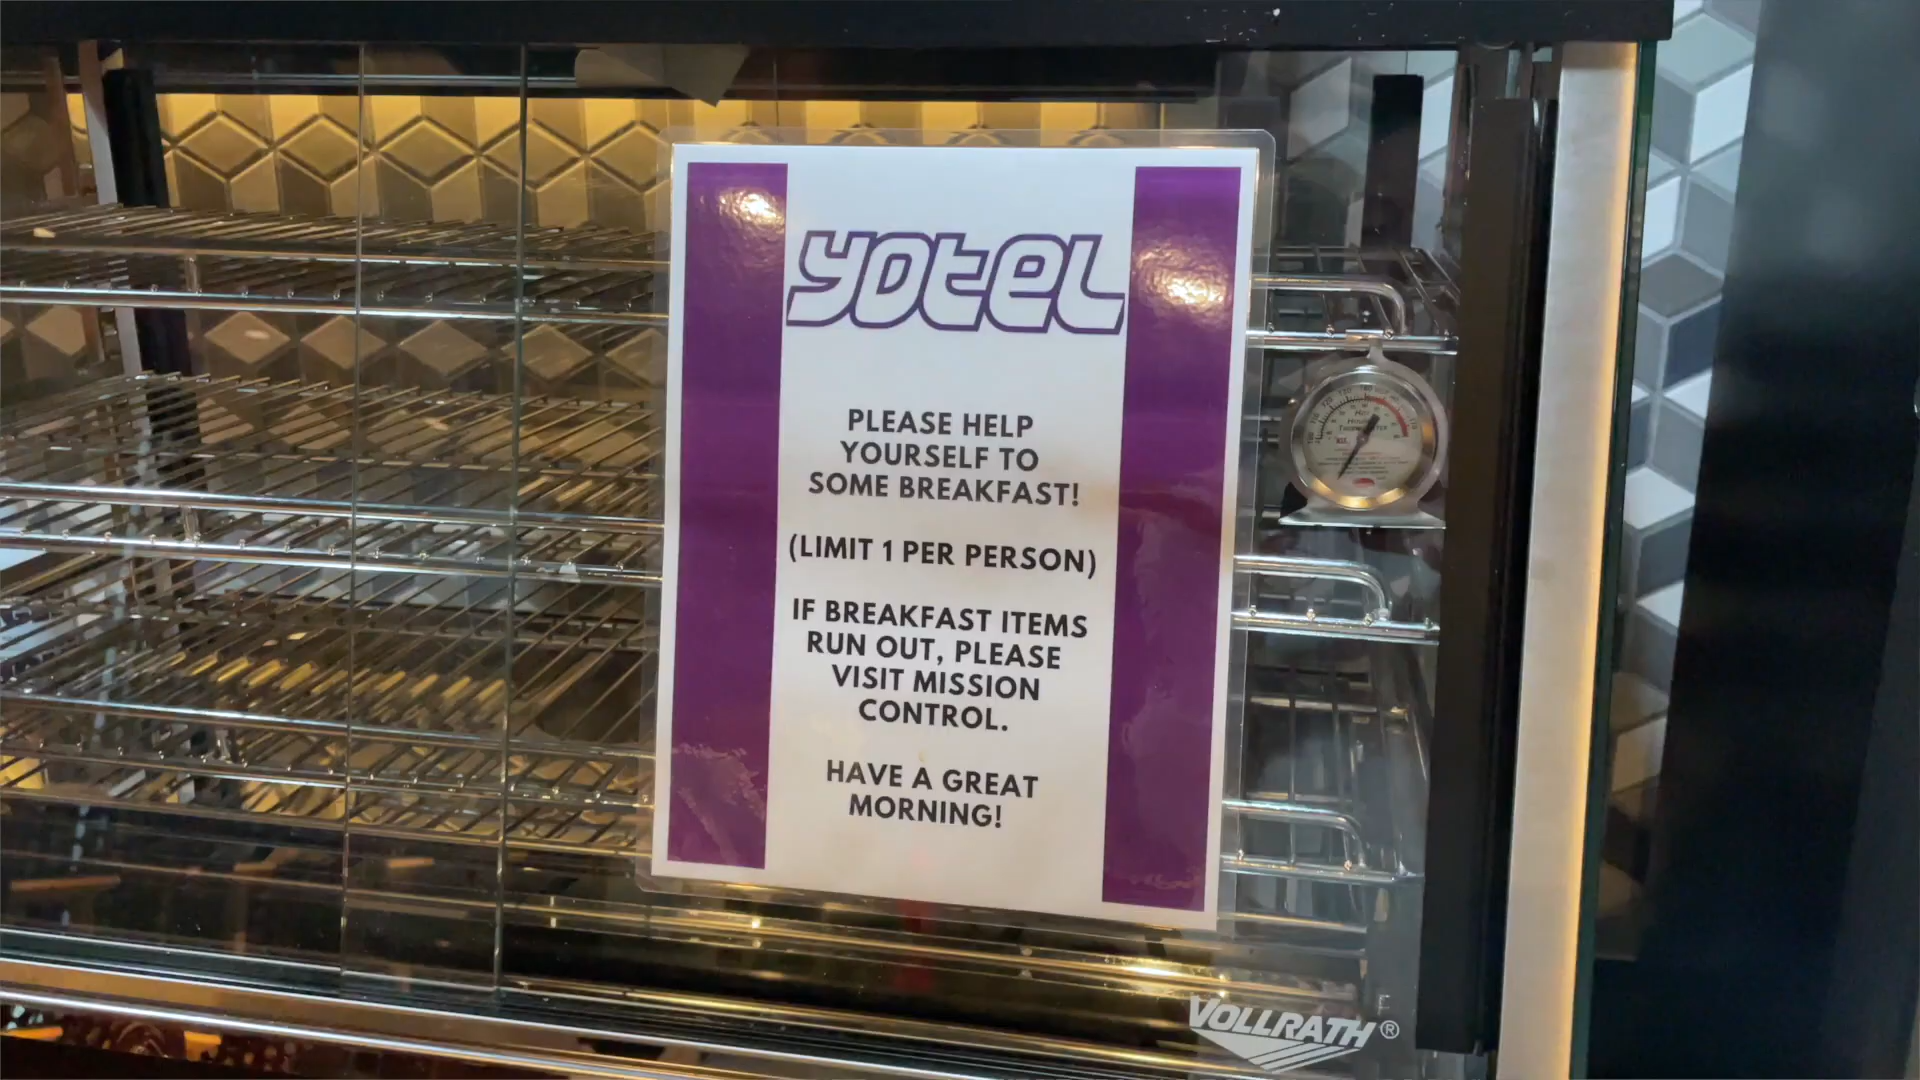 YOTEL
PLEASE HELP
YOURSELF TO
SOME BREAKFAST!
(LIMIT 1 PER PERSON)
IF BREAKFAST ITEMS
RUN OUT, PLEASE
VISIT MISSION
CONTROL.
HAVE A GREAT
MORNING!
VOLLRATH®